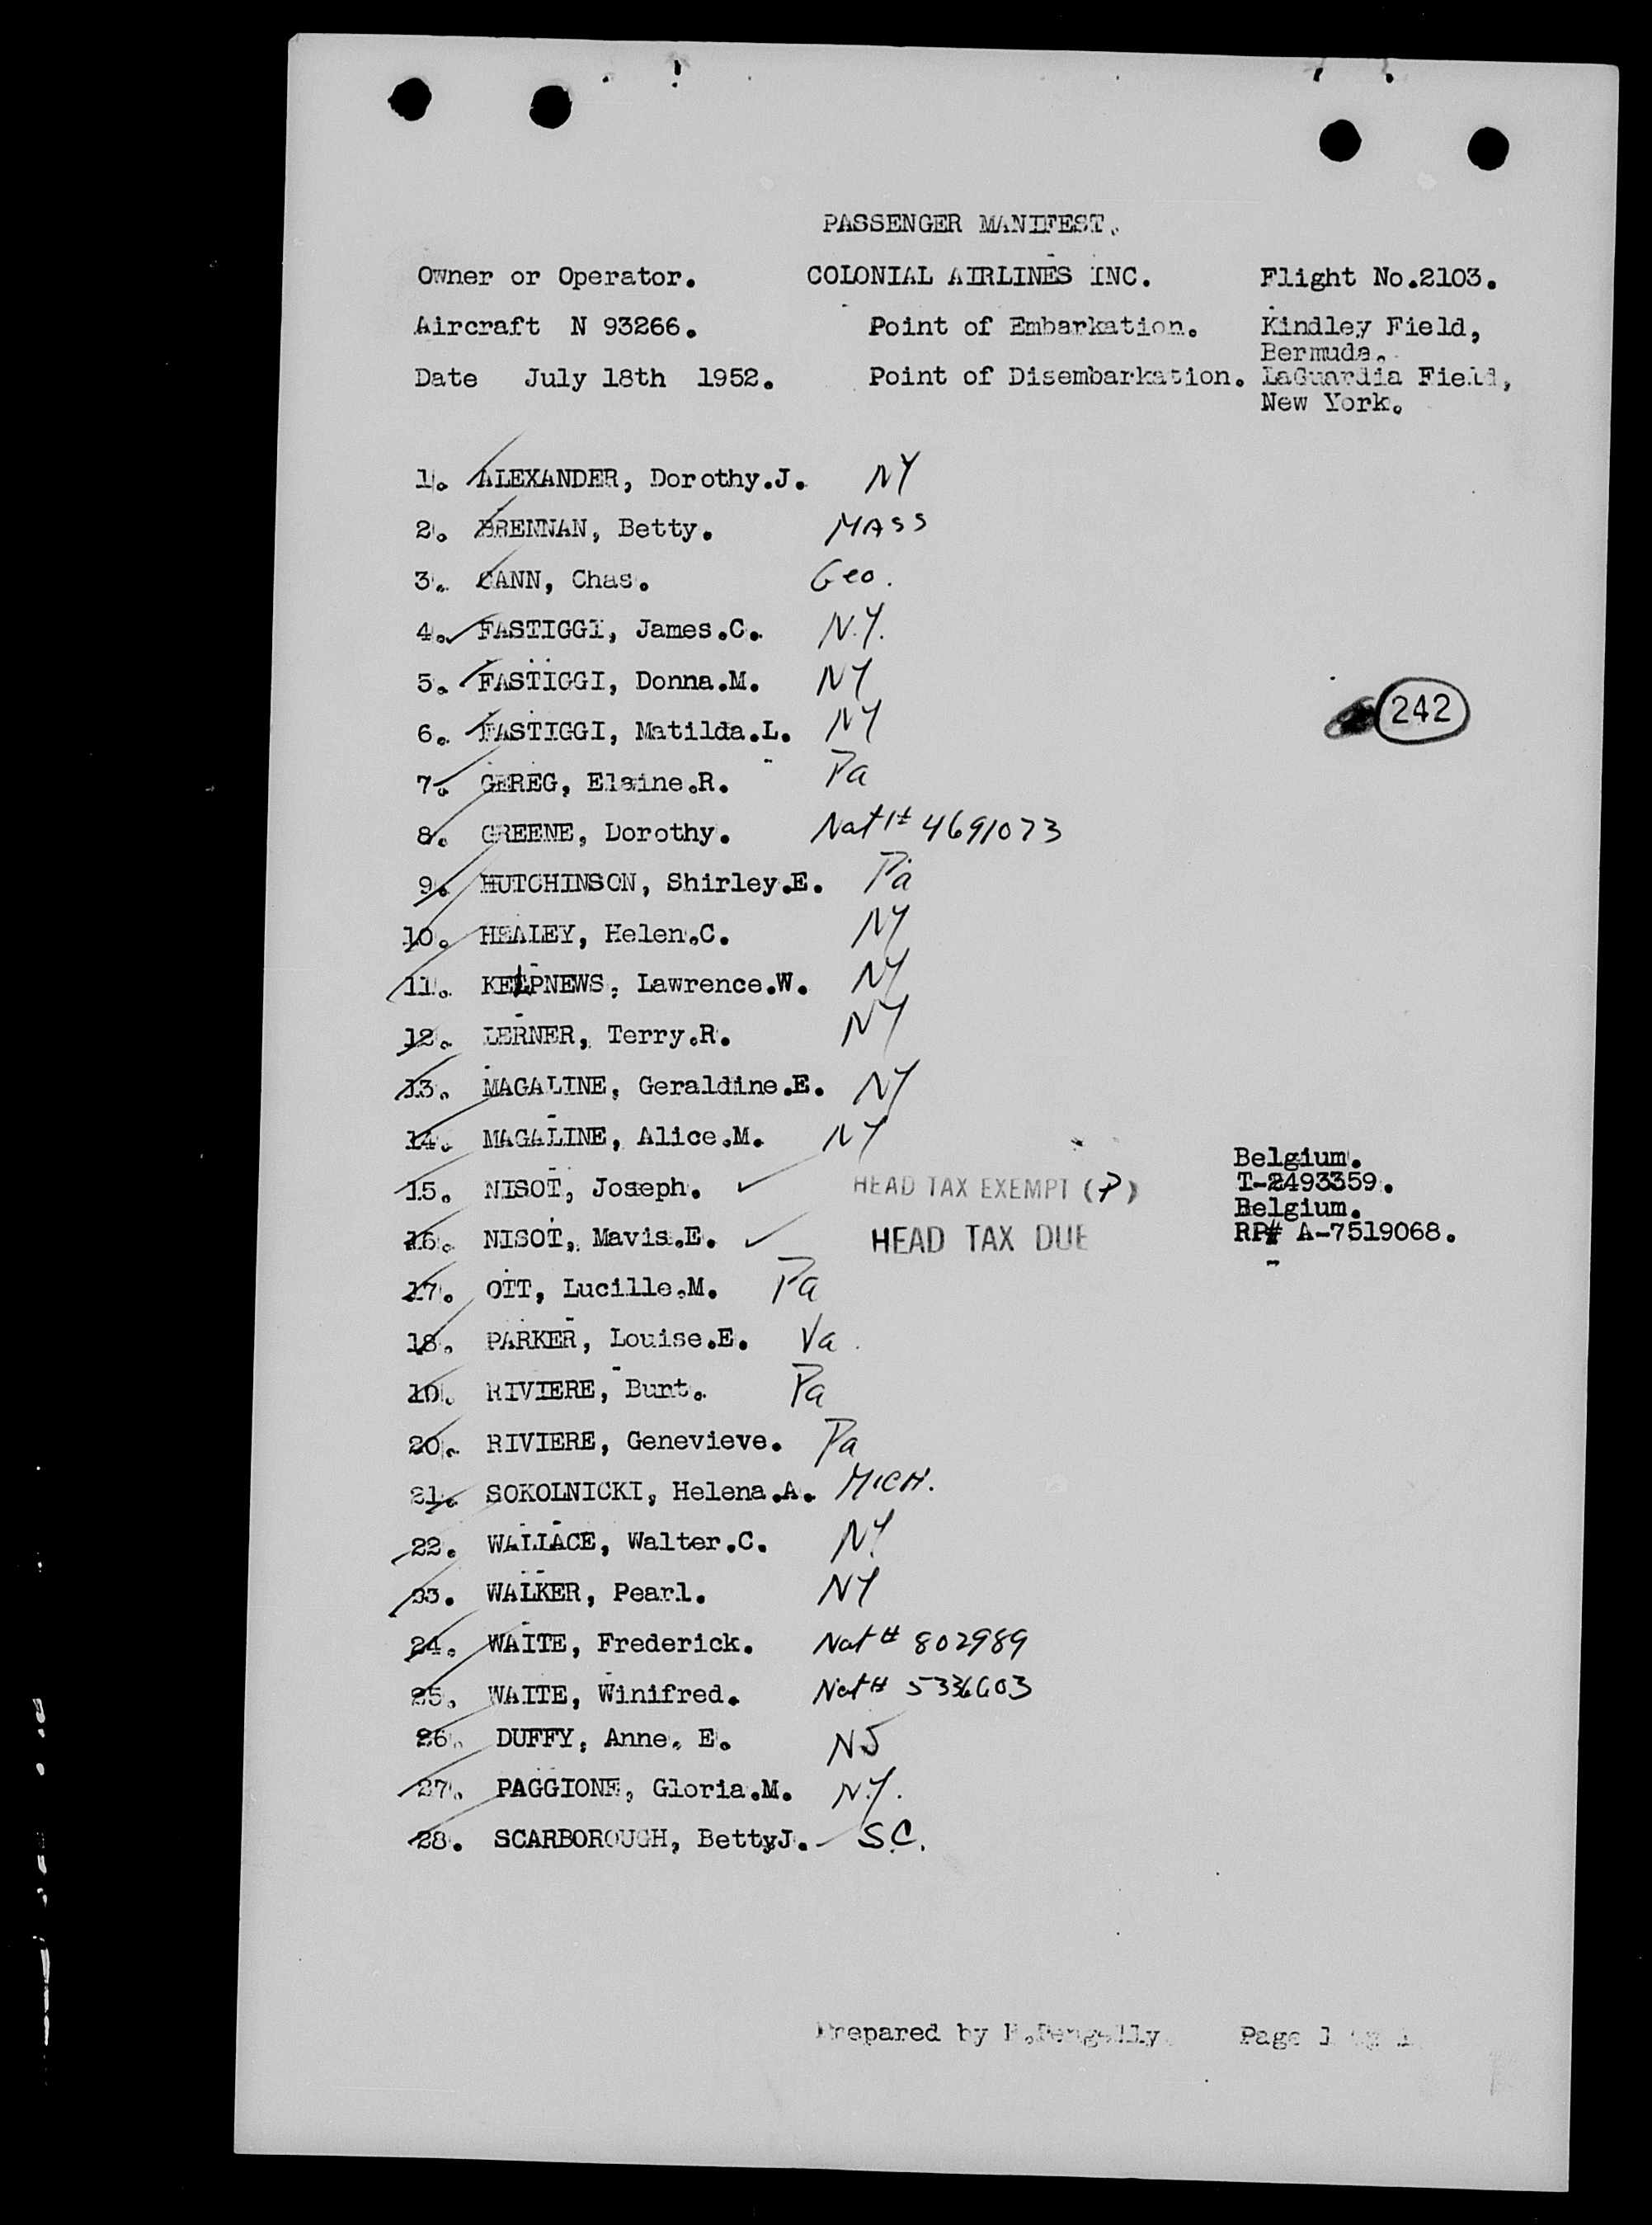 PASSENGER MANIFEST.
Owner or Operator. COLONIAL AIRLINES INC. Flight No.2103.
Aircraft N 93266. Point of Embarkation. Kindley Field,
Bermuda.
Date July 18th 1952. Point of Disembarkation. LaGuardia Field,
New York.
1. ALEXANDER, Dorothy.J. NY
2. BRENNAN, Betty. MASS
3. CANN, Chas. Geo.
4. FASTIGGI, James.C. N.Y.
5. FASTIGGI, Donna.M. NY
242
6. FASTIGGI, Matilda.L. NY
7. GEREG, Elaine.R. Pa
8. GREENE, Dorothy. Nat # 4691073
9. HUTCHINSON, Shirley.E. Pa
10. HEALEY, Helen.C. NY
11. KEEPNEWS, Lawrence.W. NY
12. LERNER, Terry.R. NY
13. MAGALINE, Geraldine.E. NY
14. MAGALINE, Alice.M. NY
Belgium.
15. NISOT, Joseph. ✓ HEAD TAX EXEMPT (P) T-2493359.
Belgium.
16. NISOT, Mavis.E. ✓ HEAD TAX DUE RP# A-7519068.
17. OTT, Lucille.M. Pa
18. PARKER, Louise.E. Va.
10. RIVIERE, Bunt. Pa
20. RIVIERE, Genevieve. Pa
21. SOKOLNICKI, Helena.A. MICH.
22. WALLACE, Walter.C. NY
23. WALKER, Pearl. NY
24. WAITE, Frederick. Nat # 802989
25. WAITE, Winifred. Nat # 5336603
26. DUFFY, Anne. E. NJ
27. PAGGIONE, Gloria.M. N.Y.
28. SCARBOROUGH, BettyJ. S.C.
Prepared by Page 1